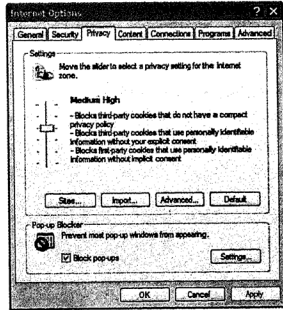 Internet Options
? X
General Security Privacy Content Connections Programs Advanced
Settings
Move the slider to select a privacy setting for the Internet
zone.
Medium High
- Blocks third-party cookies that do not have a compact
privacy policy
- Blocks third-party cookies that use personally identifiable
information without your explicit consent
- Blocks first-party cookies that use personally identifiable
information without implicit consent
Sites... Import... Advanced... Default
Pop-up Blocker
Prevent most pop-up windows from appearing.
Block pop-ups
Settings...
OK Cancel Apply